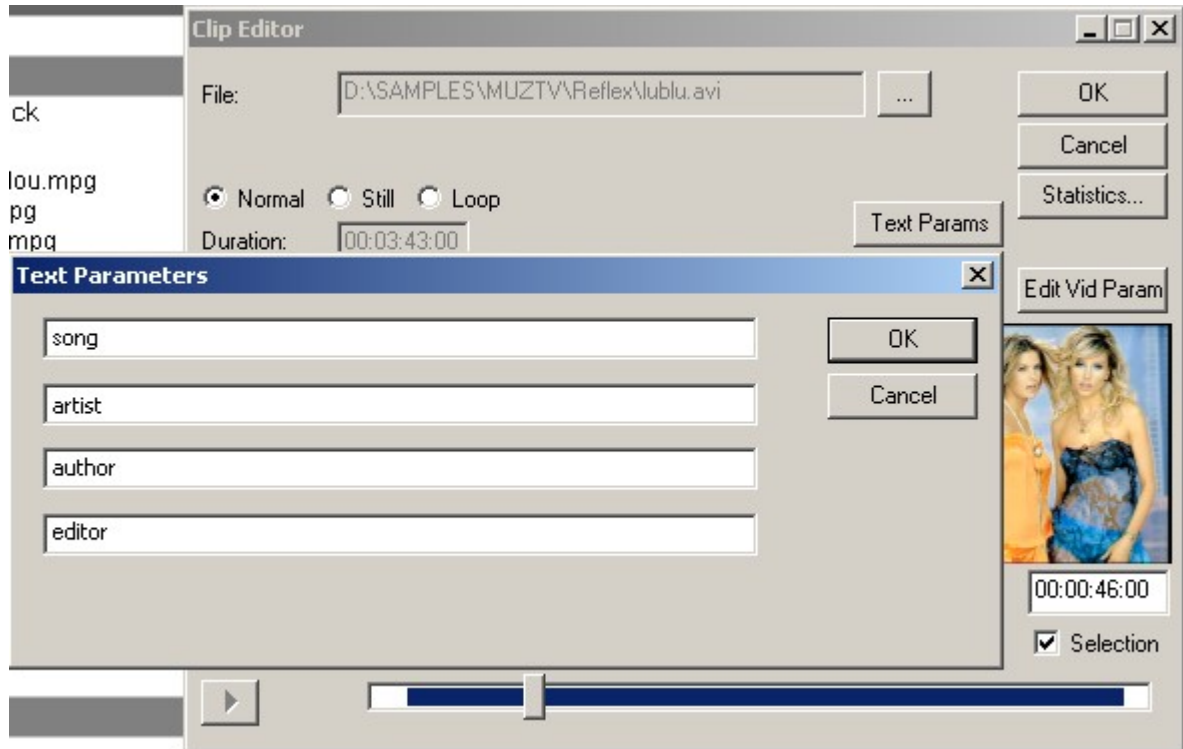 Clip Editor
File:
D:\SAMPLES\MUZTV\Reflex\lublu.avi
...
OK
ck
Cancel
lou.mpg
Normal Still Loop
Statistics...
pg
Text Params
mpg
Duration:
00:03:43:00
Text Parameters
Edit Vid Param
song
OK
artist
Cancel
author
editor
00:00:46:00
Selection